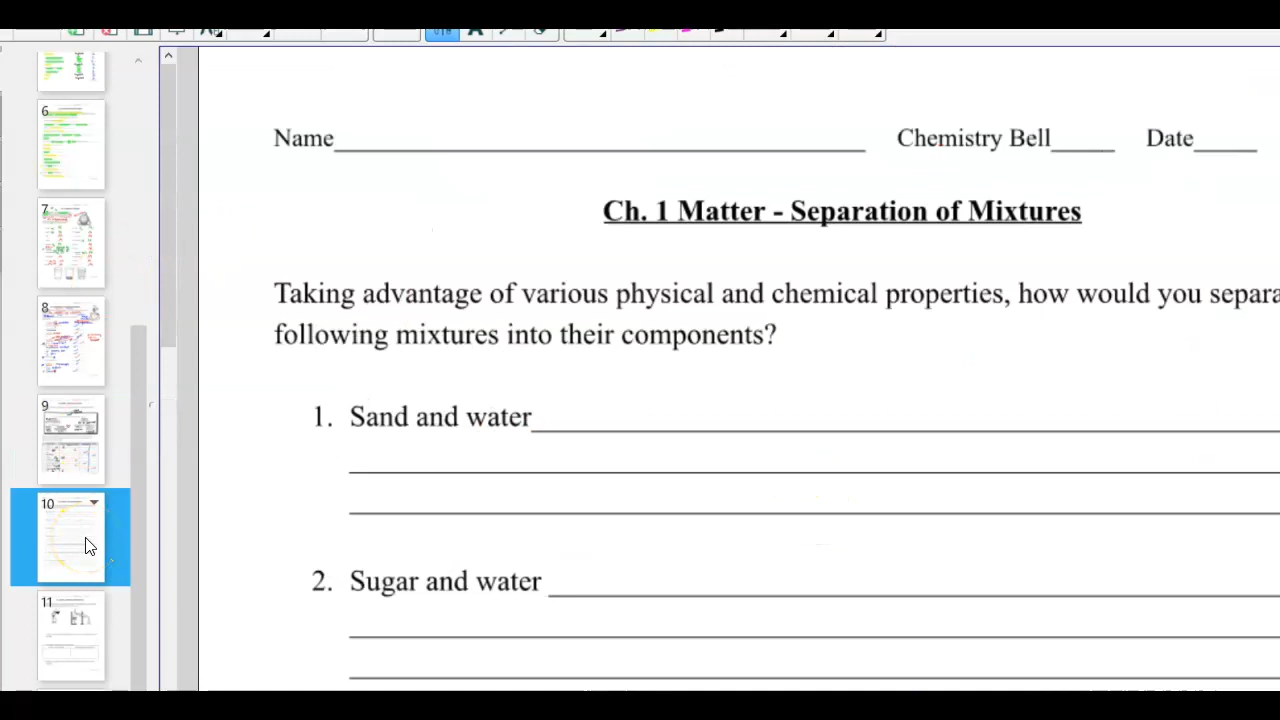 6
7
8
9
10
11
Name Chemistry Bell Date
Ch. 1 Matter - Separation of Mixtures
Taking advantage of various physical and chemical properties, how would you
following mixtures into their components?
1. Sand and water
2. Sugar and water